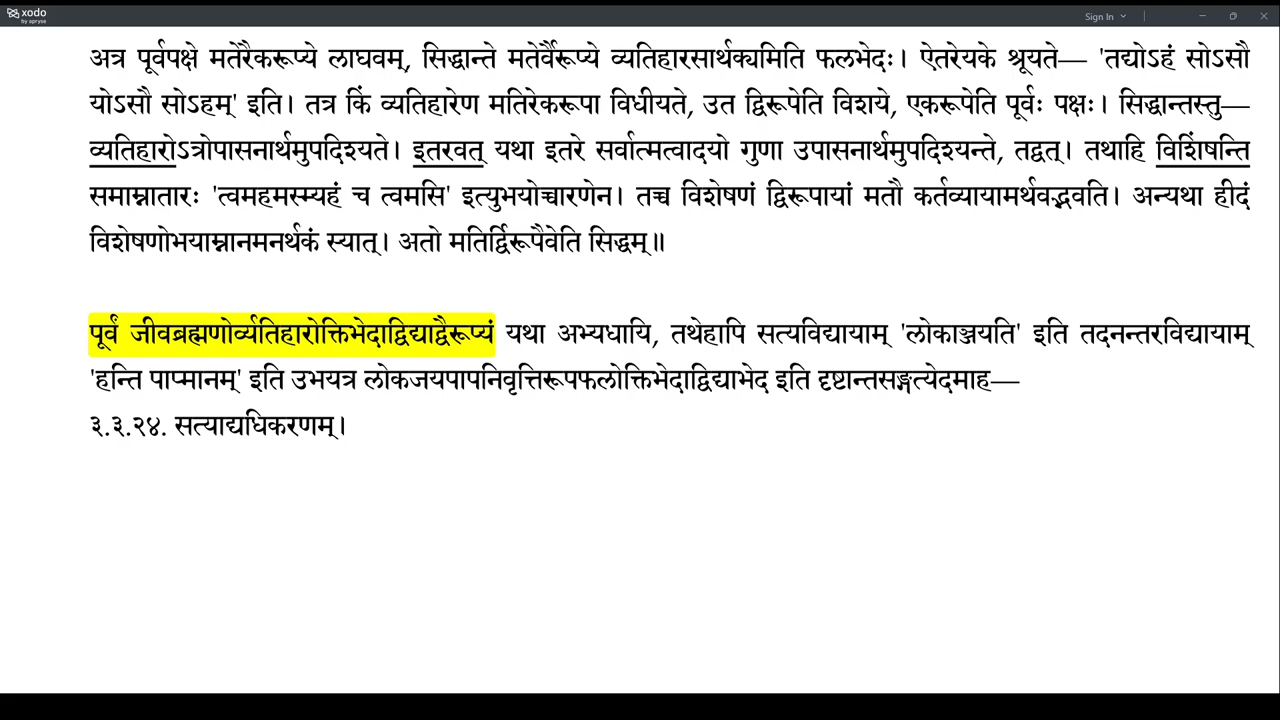 xodo
by apryse
Sign In
अत्र पूर्वपक्षे मतेरैकरूप्ये लाघवम्, सिद्धान्ते मतेर्वैरूप्ये व्यतिहारसार्थक्यमिति फलभेदः। ऐतरेयके श्रूयते— 'तद्योऽहं सोऽसौ
योऽसौ सोऽहम्' इति। तत्र किं व्यतिहारेण मतिरेकरूपा विधीयते, उत द्विरूपेति विशाये, एकरूपेति पूर्वः पक्षः। सिद्धान्तस्तु—
व्यतिहारोऽत्रोपासनार्थमुपदिश्यते। इतरवत् यथा इतरे सर्वात्मत्वादयो गुणा उपासनार्थमुपदिश्यन्ते, तद्वत्। तथाहि विशिंषन्ति
समाम्नातारः 'त्वमहमस्म्यहं च त्वमसि' इत्युभयोच्चारणेन। तच्च विशेषणं द्विरूपायां मतौ कर्तव्यायामर्थवद्भवति। अन्यथा हीदं
विशेषणोभयाम्नानमनर्थकं स्यात्। अतो मतिर्द्विरूपैवेति सिद्धम्॥
पूर्वं जीवब्रह्मणोर्व्यतिहारोक्तिभेदाद्विद्याद्वैरूप्यं यथा अभ्यधायि, तथेहापि सत्यविद्यायाम् 'लोकाञ्जयति' इति तदनन्तरविद्यायाम्
'हन्ति पाप्मानम्' इति उभयत्र लोकजयपापनिवृत्तिरूपफलोक्तिभेदाद्विद्याभेद इति दृष्टान्तसङ्गत्येदमाह—
३.३.२४. सत्याद्यधिकरणम्।